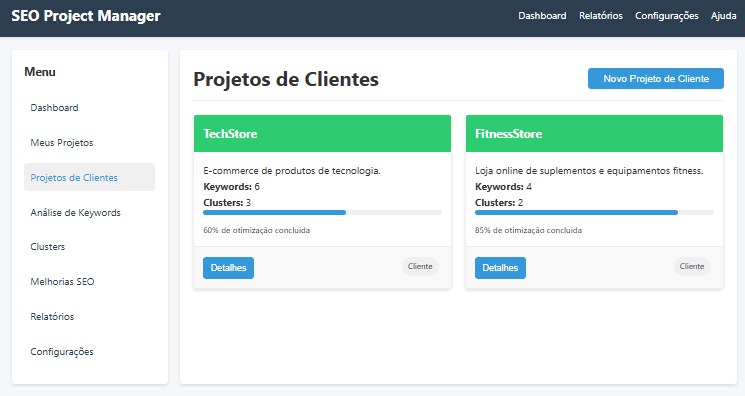 SEO Project Manager
Dashboard Relatórios Configurações Ajuda
Menu
Dashboard
Meus Projetos
Projetos de Clientes
Análise de Keywords
Clusters
Melhorias SEO
Relatórios
Configurações
Projetos de Clientes
Novo Projeto de Cliente
TechStore
E-commerce de produtos de tecnologia.
Keywords: 6
Clusters: 3
60% de otimização concluída
Detalhes
Cliente
FitnessStore
Loja online de suplementos e equipamentos fitness.
Keywords: 4
Clusters: 2
85% de otimização concluída
Detalhes
Cliente